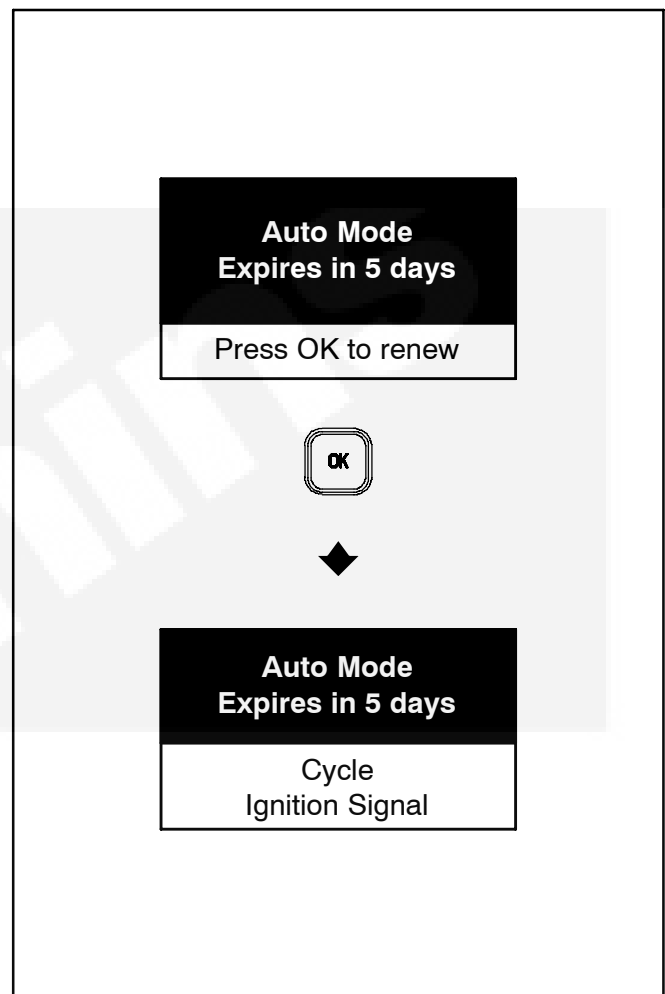 Auto Mode
Expires in 5 days
Press OK to renew
OK
Auto Mode
Expires in 5 days
Cycle
Ignition Signal